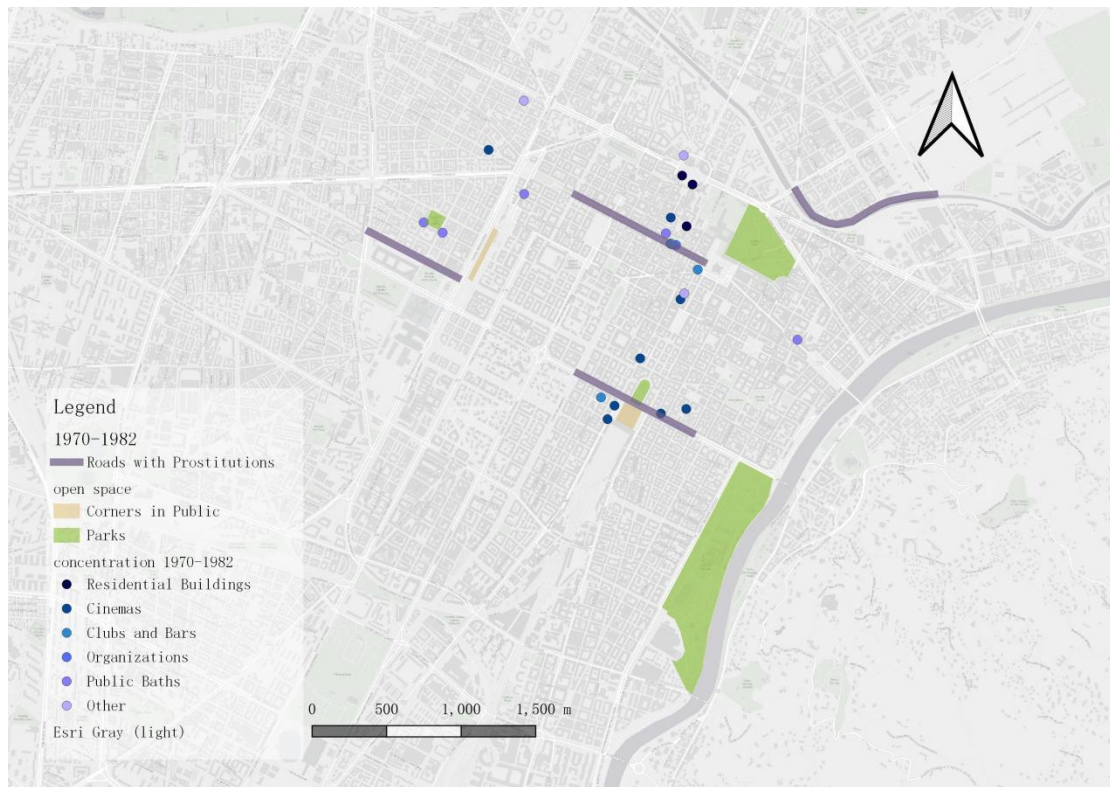 Legend
1970-1982
Roads with Prostitutions
open space
Corners in Public
Parks
concentration 1970-1982
Residential Buildings
Cinemas
Clubs and Bars
Organizations
Public Baths
Other
Esri Gray (light)
0 500 1,000 1,500 m